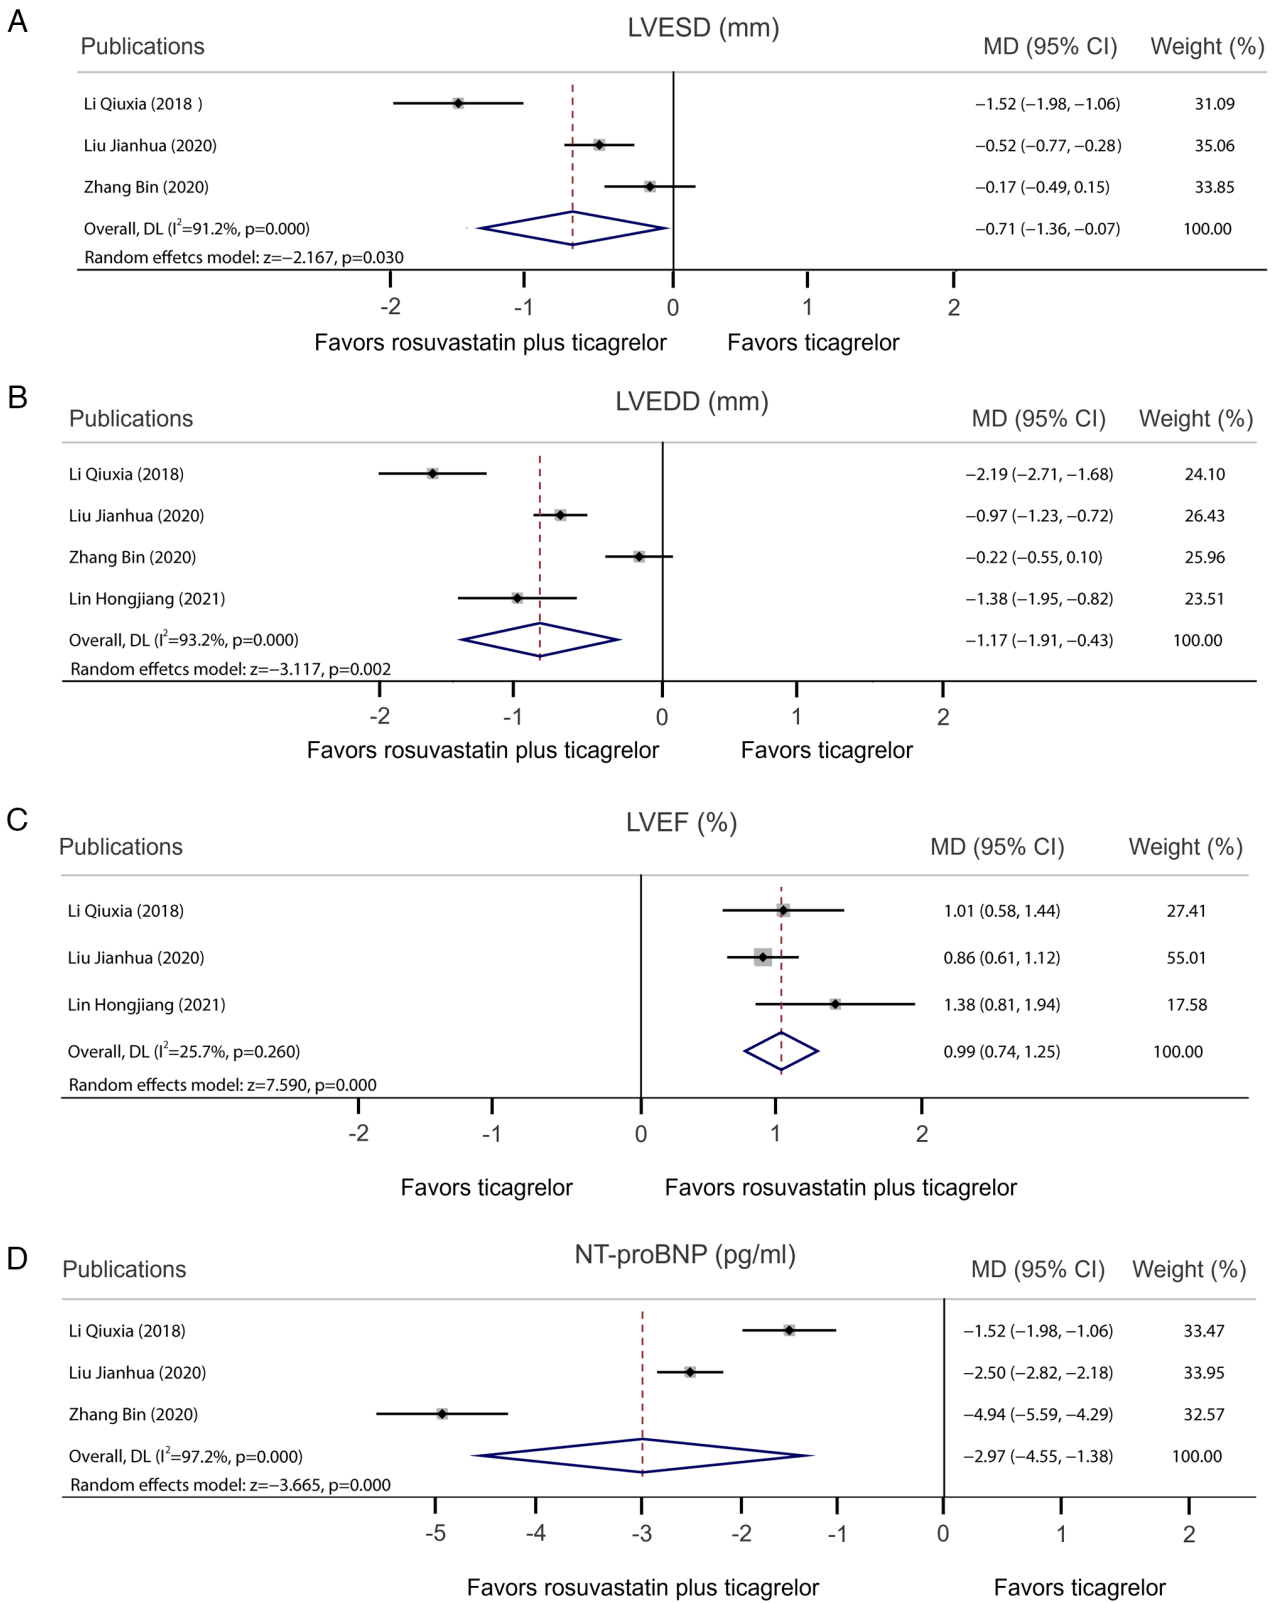 A
LVESD (mm)
Publications MD (95% CI) Weight (%)
Li Qiuxia (2018 ) −1.52 (−1.98, −1.06) 31.09
Liu Jianhua (2020) −0.52 (−0.77, −0.28) 35.06
Zhang Bin (2020) −0.17 (−0.49, 0.15) 33.85
Overall, DL (I²=91.2%, p=0.000) −0.71 (−1.36, −0.07) 100.00
Random effetcs model: z=−2.167, p=0.030
-2 -1 0 1 2
Favors rosuvastatin plus ticagrelor Favors ticagrelor
B
LVEDD (mm)
Publications MD (95% CI) Weight (%)
Li Qiuxia (2018) −2.19 (−2.71, −1.68) 24.10
Liu Jianhua (2020) −0.97 (−1.23, −0.72) 26.43
Zhang Bin (2020) −0.22 (−0.55, 0.10) 25.96
Lin Hongjiang (2021) −1.38 (−1.95, −0.82) 23.51
Overall, DL (I²=93.2%, p=0.000) −1.17 (−1.91, −0.43) 100.00
Random effetcs model: z=−3.117, p=0.002
-2 -1 0 1 2
Favors rosuvastatin plus ticagrelor Favors ticagrelor
C
LVEF (%)
Publications MD (95% CI) Weight (%)
Li Qiuxia (2018) 1.01 (0.58, 1.44) 27.41
Liu Jianhua (2020) 0.86 (0.61, 1.12) 55.01
Lin Hongjiang (2021) 1.38 (0.81, 1.94) 17.58
Overall, DL (I²=25.7%, p=0.260) 0.99 (0.74, 1.25) 100.00
Random effects model: z=7.590, p=0.000
-2 -1 0 1 2
Favors ticagrelor Favors rosuvastatin plus ticagrelor
D
NT-proBNP (pg/ml)
Publications MD (95% CI) Weight (%)
Li Qiuxia (2018) −1.52 (−1.98, −1.06) 33.47
Liu Jianhua (2020) −2.50 (−2.82, −2.18) 33.95
Zhang Bin (2020) −4.94 (−5.59, −4.29) 32.57
Overall, DL (I²=97.2%, p=0.000) −2.97 (−4.55, −1.38) 100.00
Random effects model: z=−3.665, p=0.000
-5 -4 -3 -2 -1 0 1 2
Favors rosuvastatin plus ticagrelor Favors ticagrelor